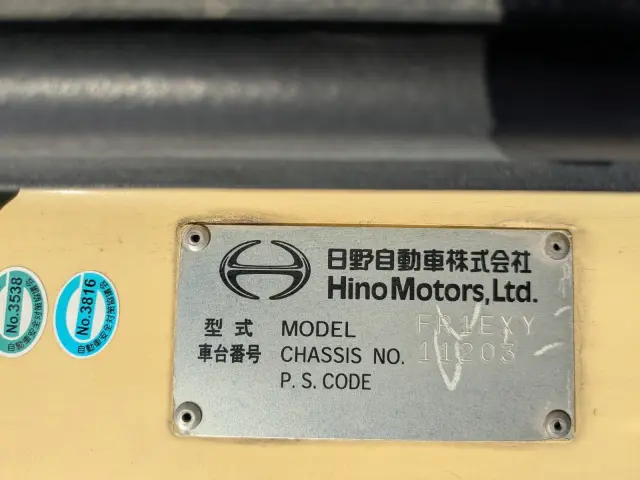 日野自動車株式会社
Hino Motors, Ltd.
型式 MODEL FR1EXY
車台番号 CHASSIS NO. 11203
P. S. CODE
No.3538
No.3816